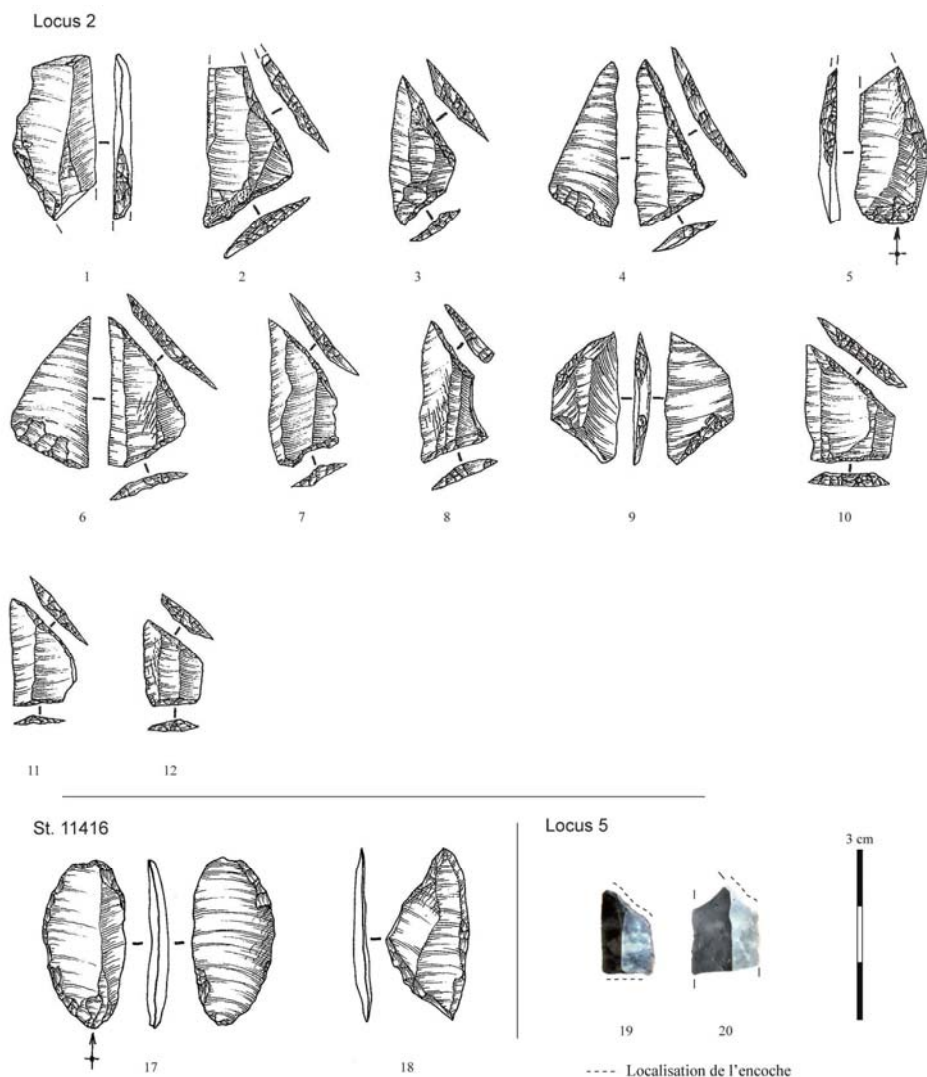 Locus 2
1 2 3 4 5
6 7 8 9 10
11 12
St. 11416
Locus 5
3 cm
19 20
17 18
Localisation de l'encoche